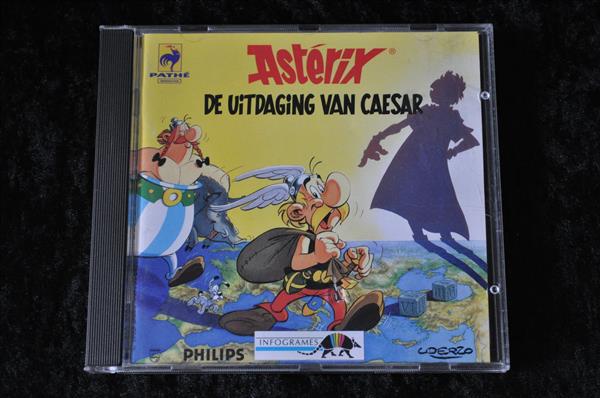 PATHÉ
Astérix®
DE UITDAGING VAN CAESAR
PHILIPS
INFOGRAMES
UDERZO